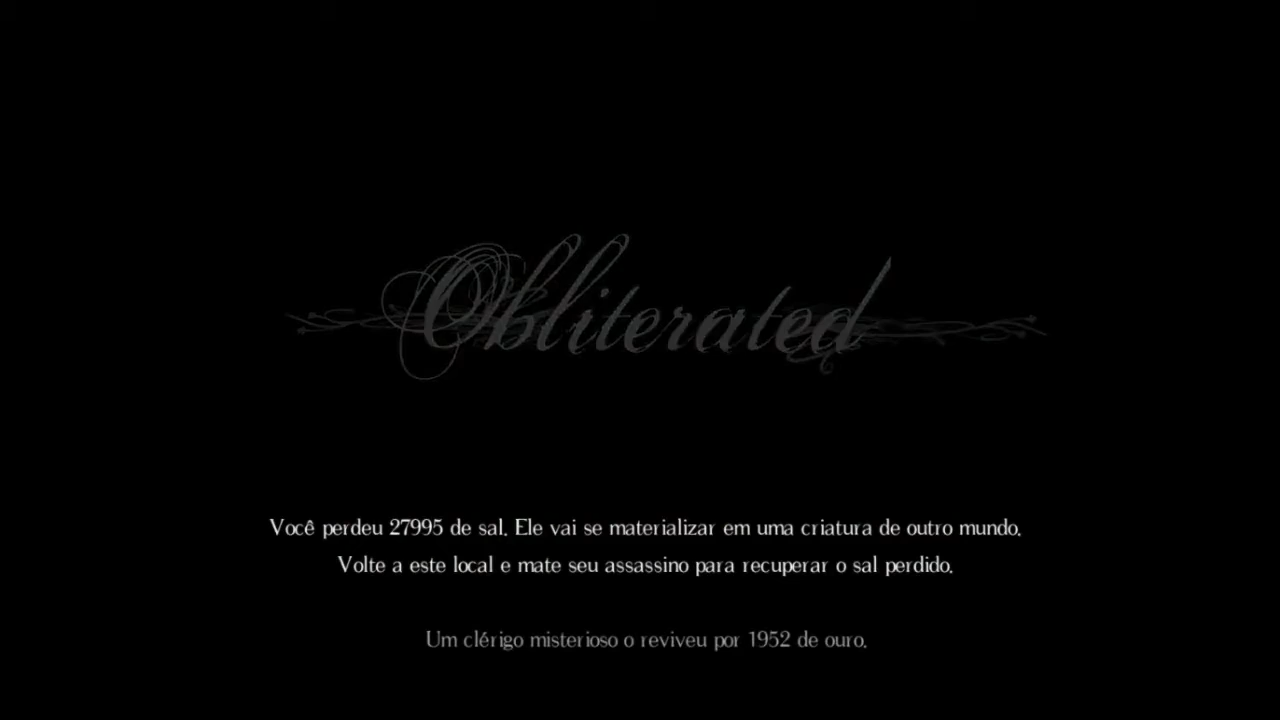 Obliterated
Você perdeu 27995 de sal. Ele vai se materializar em uma criatura de outro mundo.
Volte a este local e mate seu assassino para recuperar o sal perdido.
Um clérigo misterioso o reviveu por 1952 de ouro.